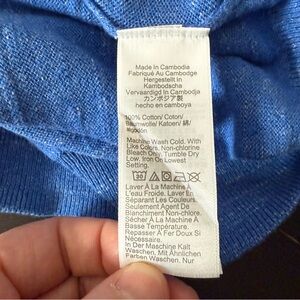 Made In Cambodia
Fabriqué Au Cambodge
Hergestellt In
Kambodscha
Vervaardigd In Cambodja
カンボジア製
hecho en camboya
100% Cotton/ Coton/
Baumwolle/ Katoen/ 綿/
algodón
Machine Wash Cold. With
Like Colors. Non-chlorine
Bleach Only. Tumble Dry
Low. Iron On Lowest
Setting.
Laver À La Machine À
L'eau Froide. Laver En
Séparant Les Couleurs.
Seulement Agent De
Blanchiment Non-chlore.
Sécher À La Machine À
Basse Température.
Repasser À Fer Doux Si
Nécessaire.
In Der Maschine Kalt
Waschen, Mit Ähnlichen
Farben Waschen. Nur